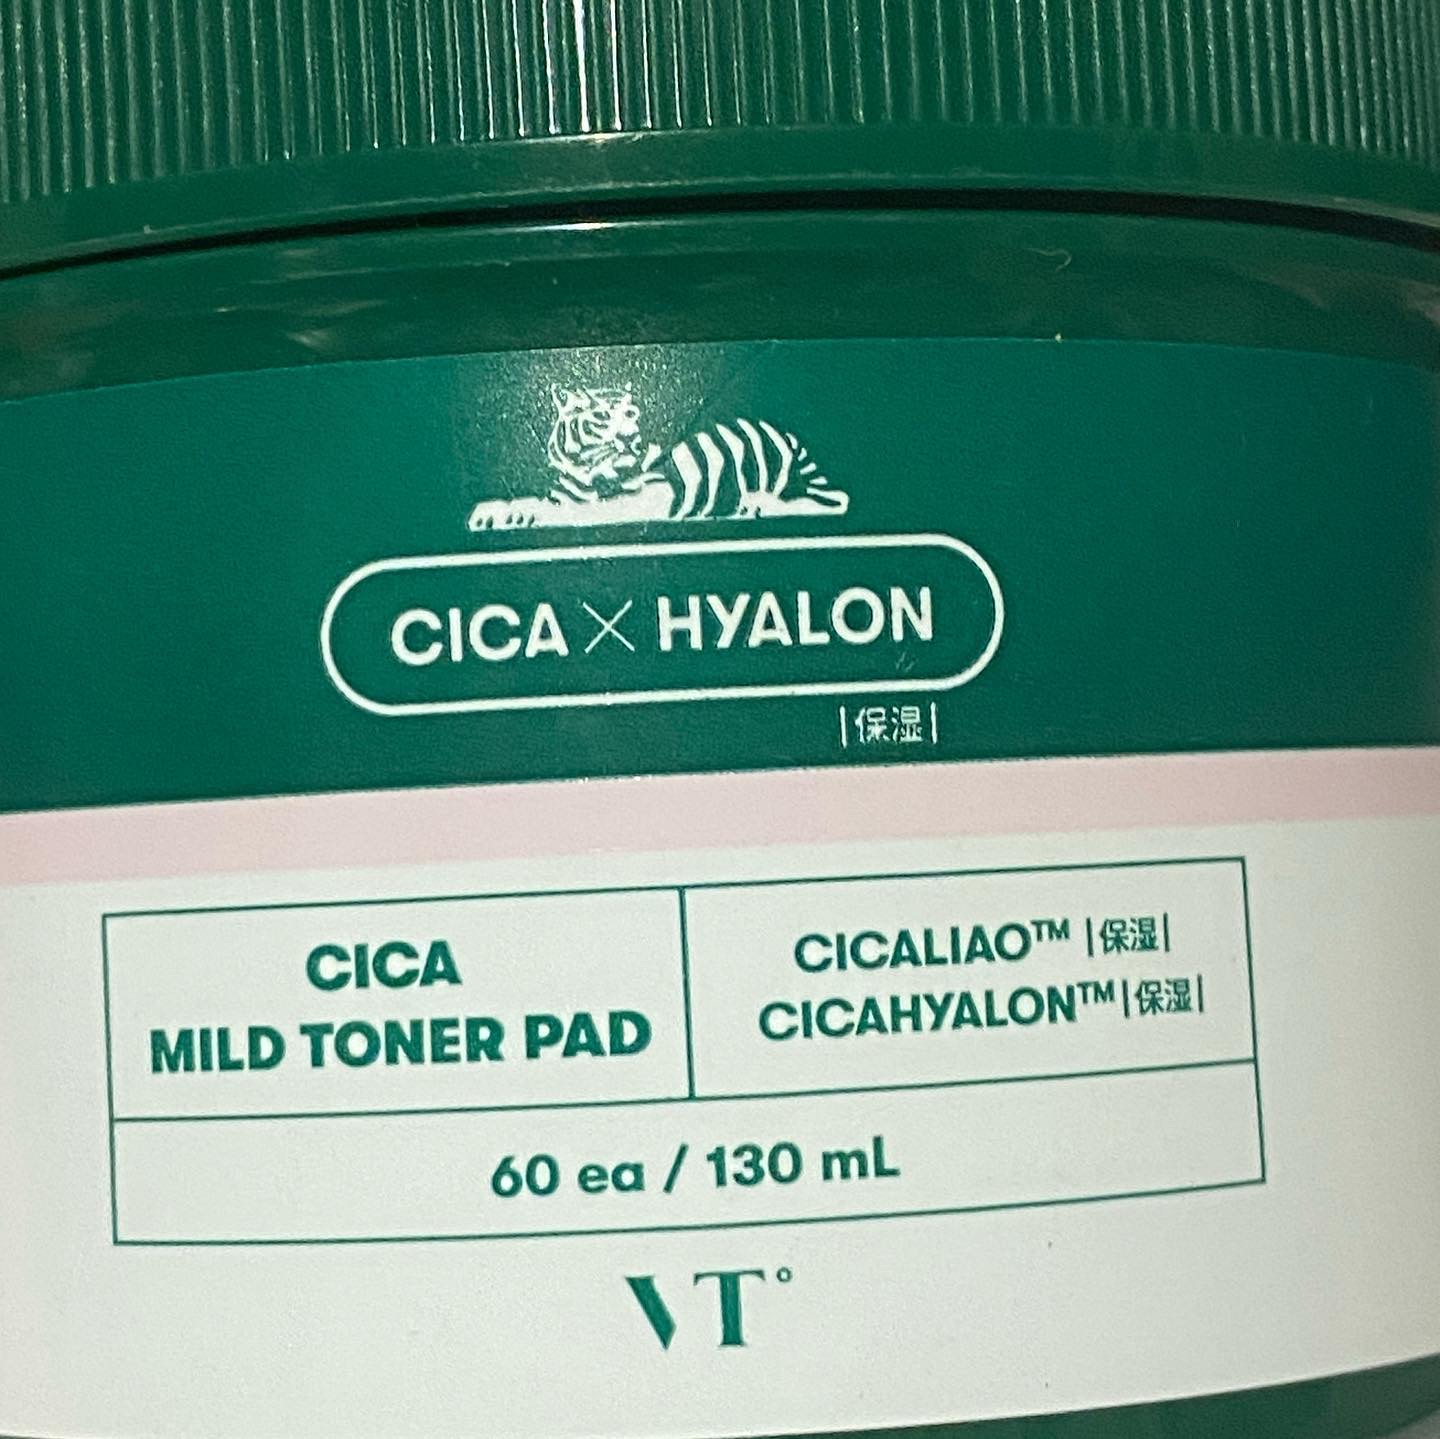 CICA × HYALON
|保湿|
CICA
MILD TONER PAD
CICALIAO™ |保湿|
CICAHYALON™|保湿|
60 ea / 130 mL
VT°